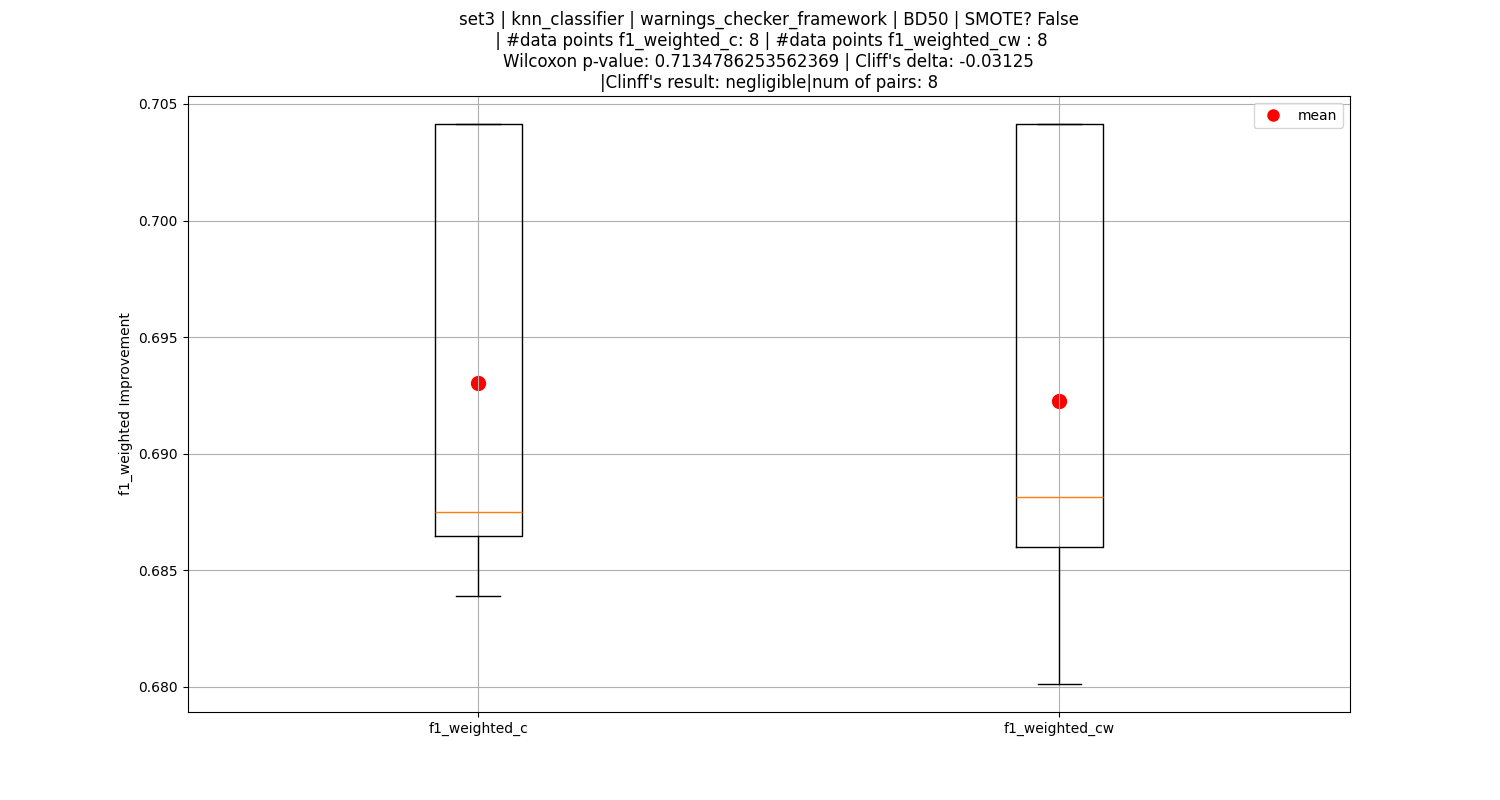 set3 | knn_classifier | warnings_checker_framework | BD50 | SMOTE? False
| #data points f1_weighted_c: 8 | #data points f1_weighted_cw : 8
Wilcoxon p-value: 0.7134786253562369 | Cliff's delta: -0.03125
|Clinff's result: negligible|num of pairs: 8
mean
f1_weighted Improvement
0.705
0.700
0.695
0.690
0.685
0.680
f1_weighted_c
f1_weighted_cw